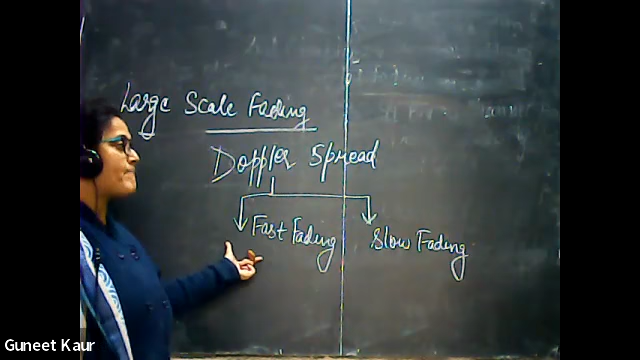 Large Scale Fading
Doppler Spread
Fast Fading
Slow Fading
Guneet Kaur